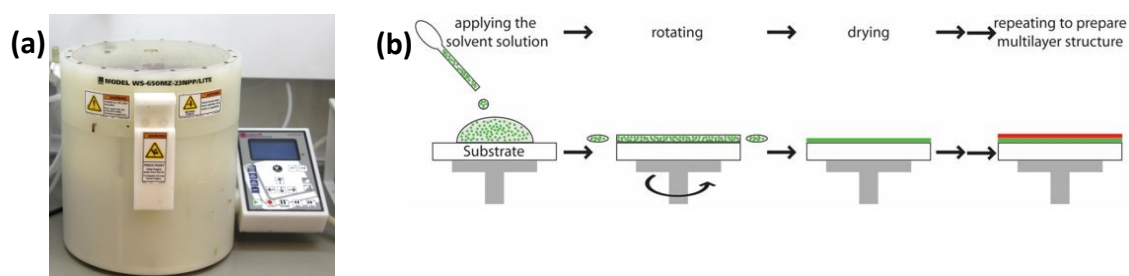 (a)
MODEL WS-650MZ-23NPP/LITE
(b)
applying the
solvent solution
rotating
drying
repeating to prepare
multilayer structure
Substrate